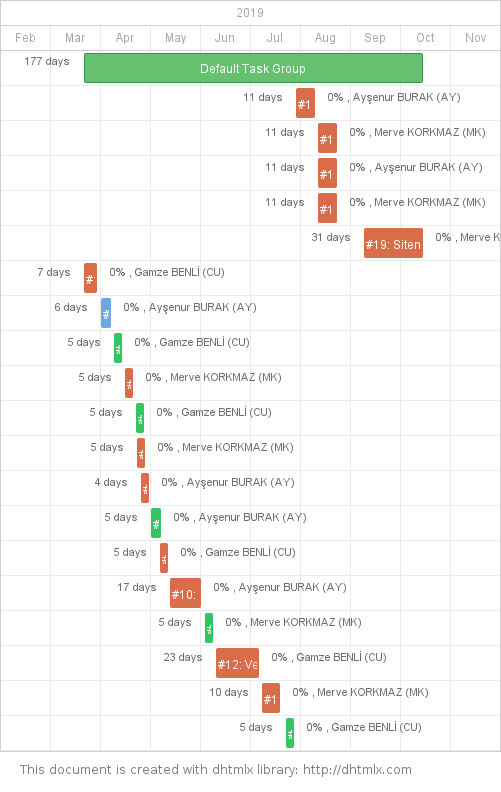 2019
Feb Mar Apr May Jun Jul Aug Sep Oct Nov
177 days Default Task Group
11 days #1 0% , Ayşenur BURAK (AY)
11 days #1 0% , Merve KORKMAZ (MK)
11 days #1 0% , Ayşenur BURAK (AY)
11 days #1 0% , Merve KORKMAZ (MK)
31 days #19: Siten 0% , Merve K
7 days # 0% , Gamze BENLİ (CU)
6 days # 0% , Ayşenur BURAK (AY)
5 days # 0% , Gamze BENLİ (CU)
5 days # 0% , Merve KORKMAZ (MK)
5 days # 0% , Gamze BENLİ (CU)
5 days # 0% , Merve KORKMAZ (MK)
4 days # 0% , Ayşenur BURAK (AY)
5 days # 0% , Ayşenur BURAK (AY)
5 days # 0% , Gamze BENLİ (CU)
17 days #10: 0% , Ayşenur BURAK (AY)
5 days # 0% , Merve KORKMAZ (MK)
23 days #12: Ve 0% , Gamze BENLİ (CU)
10 days #1 0% , Merve KORKMAZ (MK)
5 days # 0% , Gamze BENLİ (CU)
This document is created with dhtmlx library: http://dhtmlx.com